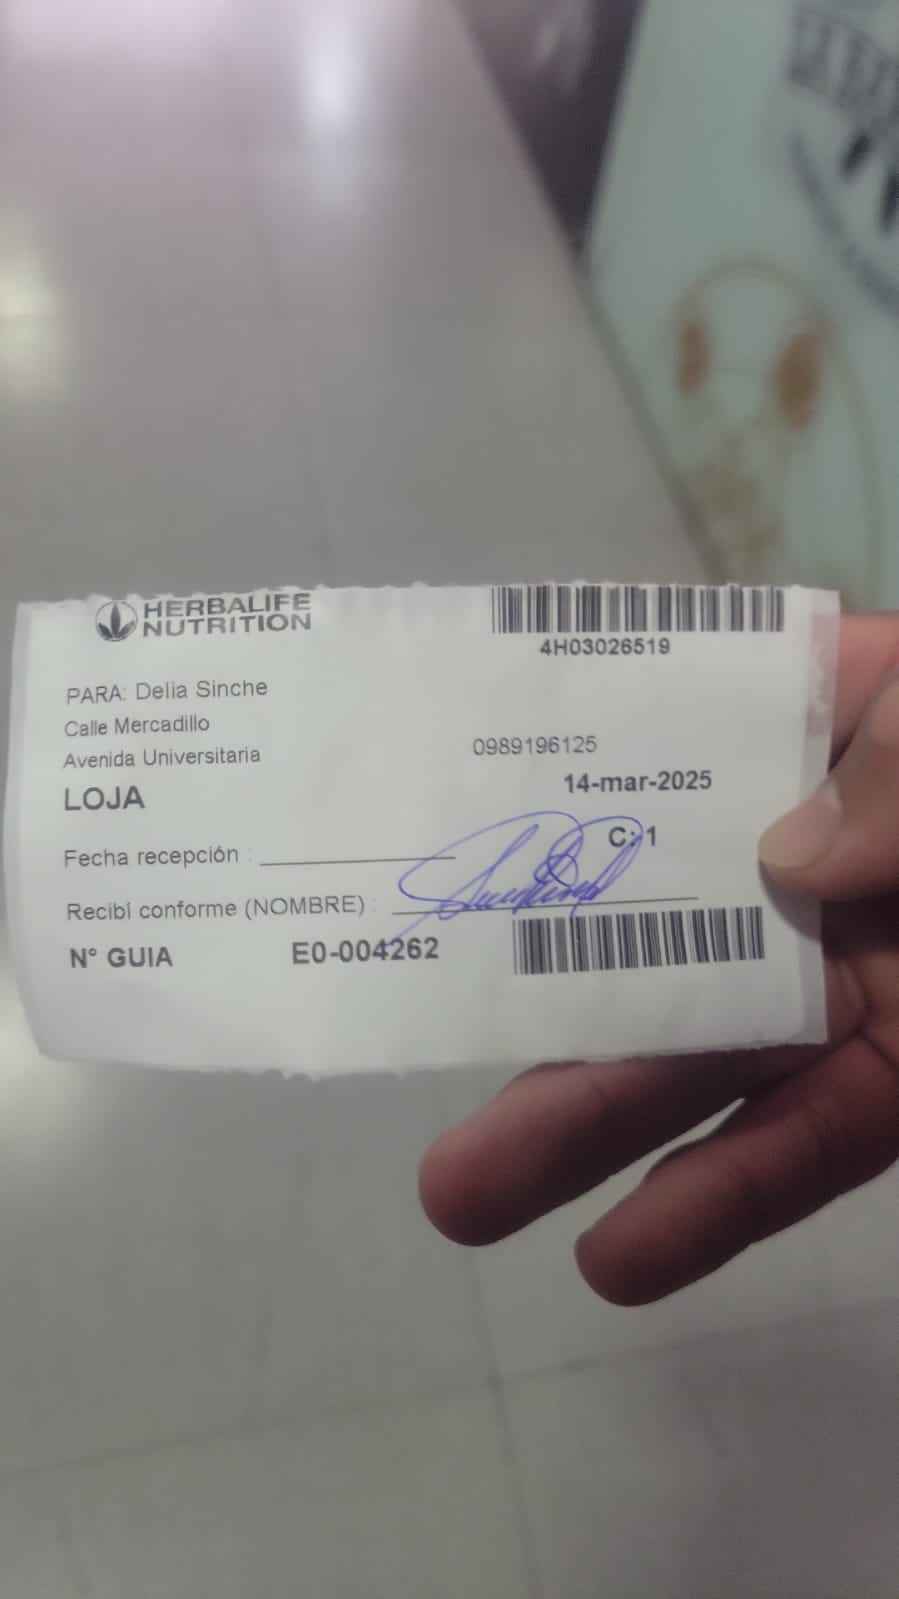 HERBALIFE
NUTRITION
4H03026519
PARA: Delia Sinche
Calle Mercadillo
Avenida Universitaria
0989196125
LOJA
14-mar-2025
C: 1
Fecha recepción :
Recibí conforme (NOMBRE) :
N° GUIA E0-004262